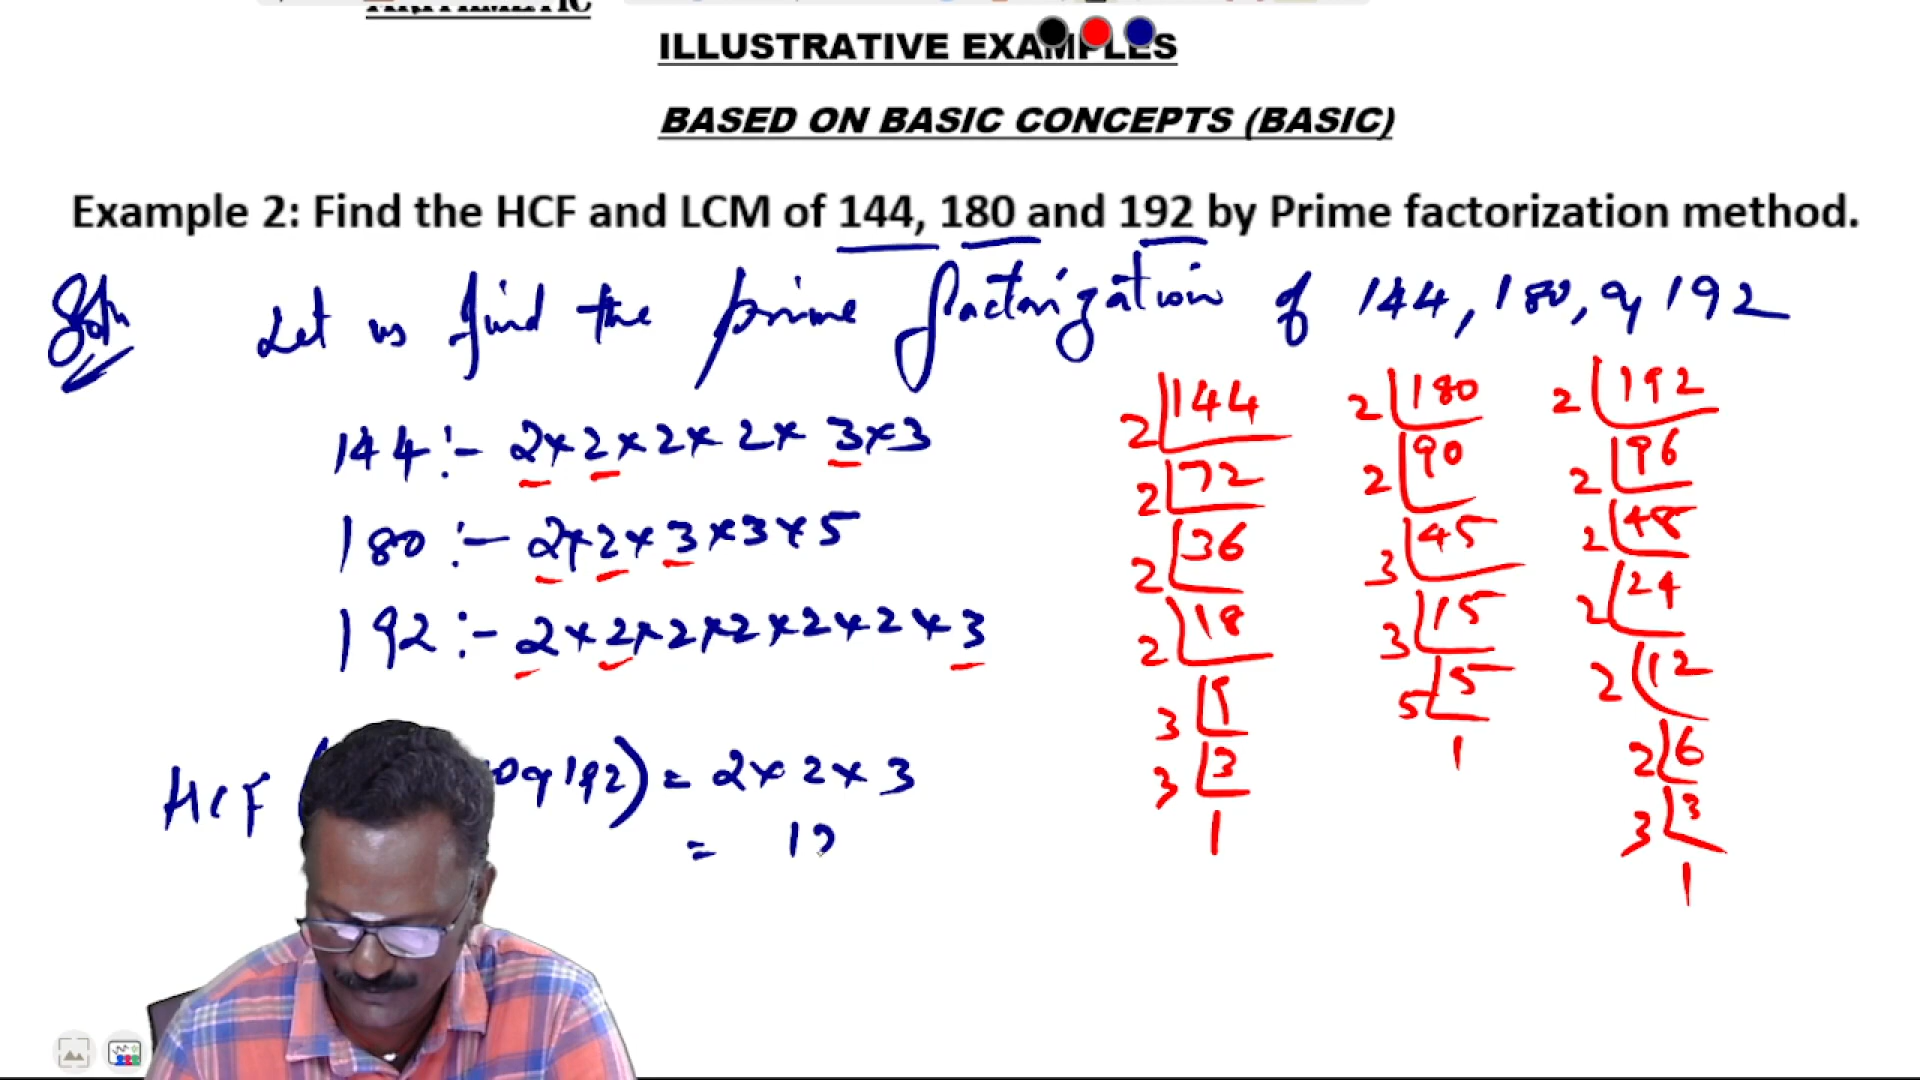 ILLUSTRATIVE EXAMPLES
BASED ON BASIC CONCEPTS (BASIC)
Example 2: Find the HCF and LCM of 144, 180 and 192 by Prime factorization method.
Soln Let us find the prime factorization of 144, 180, & 192
144 :- 2×2×2×2×3×3
180 :- 2×2×3×3×5
192 :- 2×2×2×2×2×2×3
HCF ( 0 & 192) = 2×2×3
= 12
2 144
2 72
2 36
2 18
3 9
3 3
1
2 180
2 90
3 45
3 15
5 5
1
2 192
2 96
2 48
2 24
2 12
2 6
3 3
1